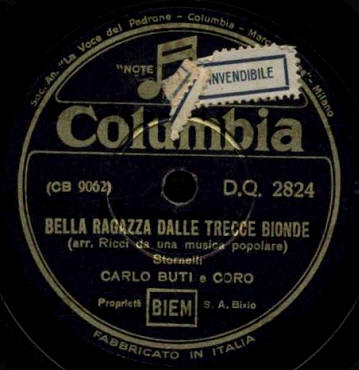 Soc. An. "La Voce del Padrone - Columbia - Marc
e" - Milano
"NOTE
INVENDIBILE
Columbia
(CB 9062)
D.Q. 2824
BELLA RAGAZZA DALLE TRECCE BIONDE
(arr. Ricci da una musica popolare)
Stornelli
CARLO BUTI e CORO
Proprietà BIEM S. A. Bixio
FABBRICATO IN ITALIA